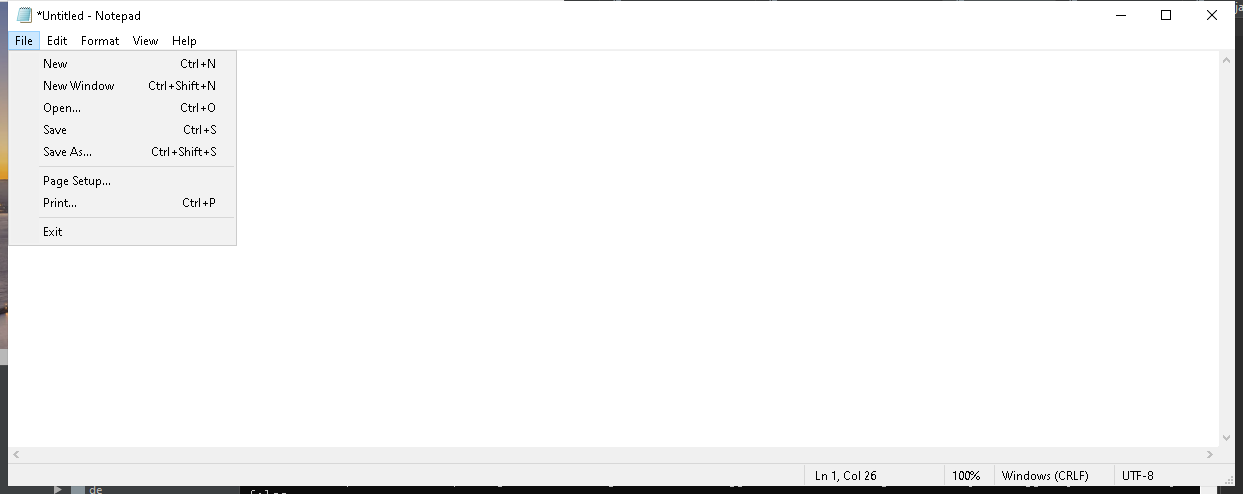 *Untitled - Notepad
File Edit Format View Help
New Ctrl+N
New Window Ctrl+Shift+N
Open... Ctrl+O
Save Ctrl+S
Save As... Ctrl+Shift+S
Page Setup...
Print... Ctrl+P
Exit
Ln 1, Col 26 100% Windows (CRLF) UTF-8
de